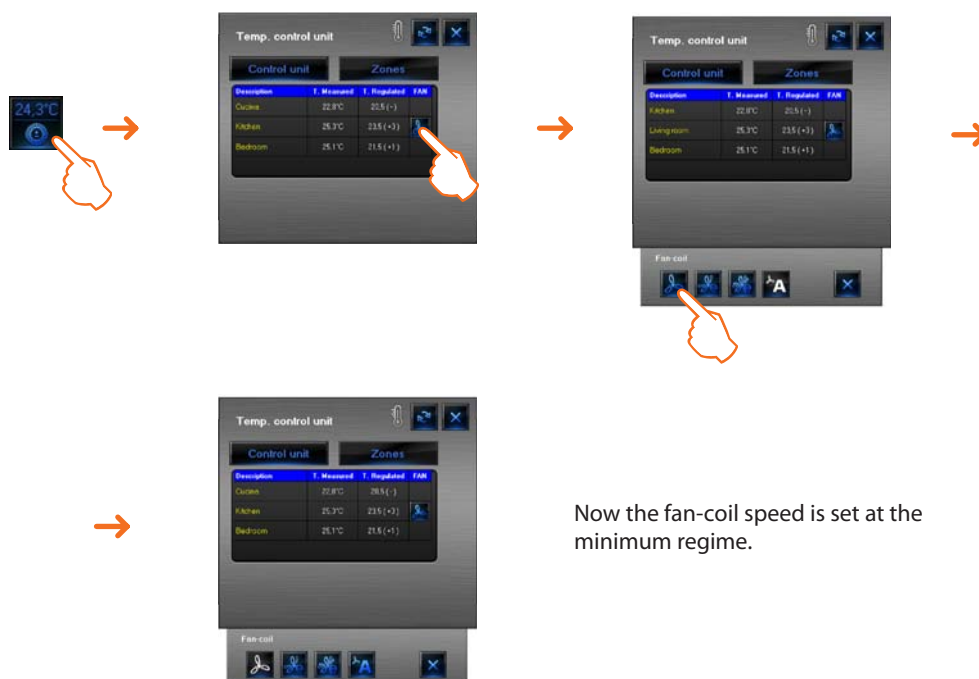 24,3°C
Temp. control unit
Control unit Zones
Description T. Measured T. Regulated FAN
Cucina 22,8°C 20,5 (-)
Kitchen 25,3°C 23,5 (+3)
Bedroom 25,1°C 21,5 (+1)
Temp. control unit
Control unit Zones
Description T. Measured T. Regulated FAN
Kitchen 22,8°C 20,5 (-)
Living room 25,3°C 23,5 (+3)
Bedroom 25,1°C 21,5 (+1)
Fan-coil
A
Temp. control unit
Control unit Zones
Description T. Measured T. Regulated FAN
Cucina 22,8°C 20,5 (-)
Kitchen 25,3°C 23,5 (+3)
Bedroom 25,1°C 21,5 (+1)
Fan-coil
A
Now the fan-coil speed is set at the
minimum regime.